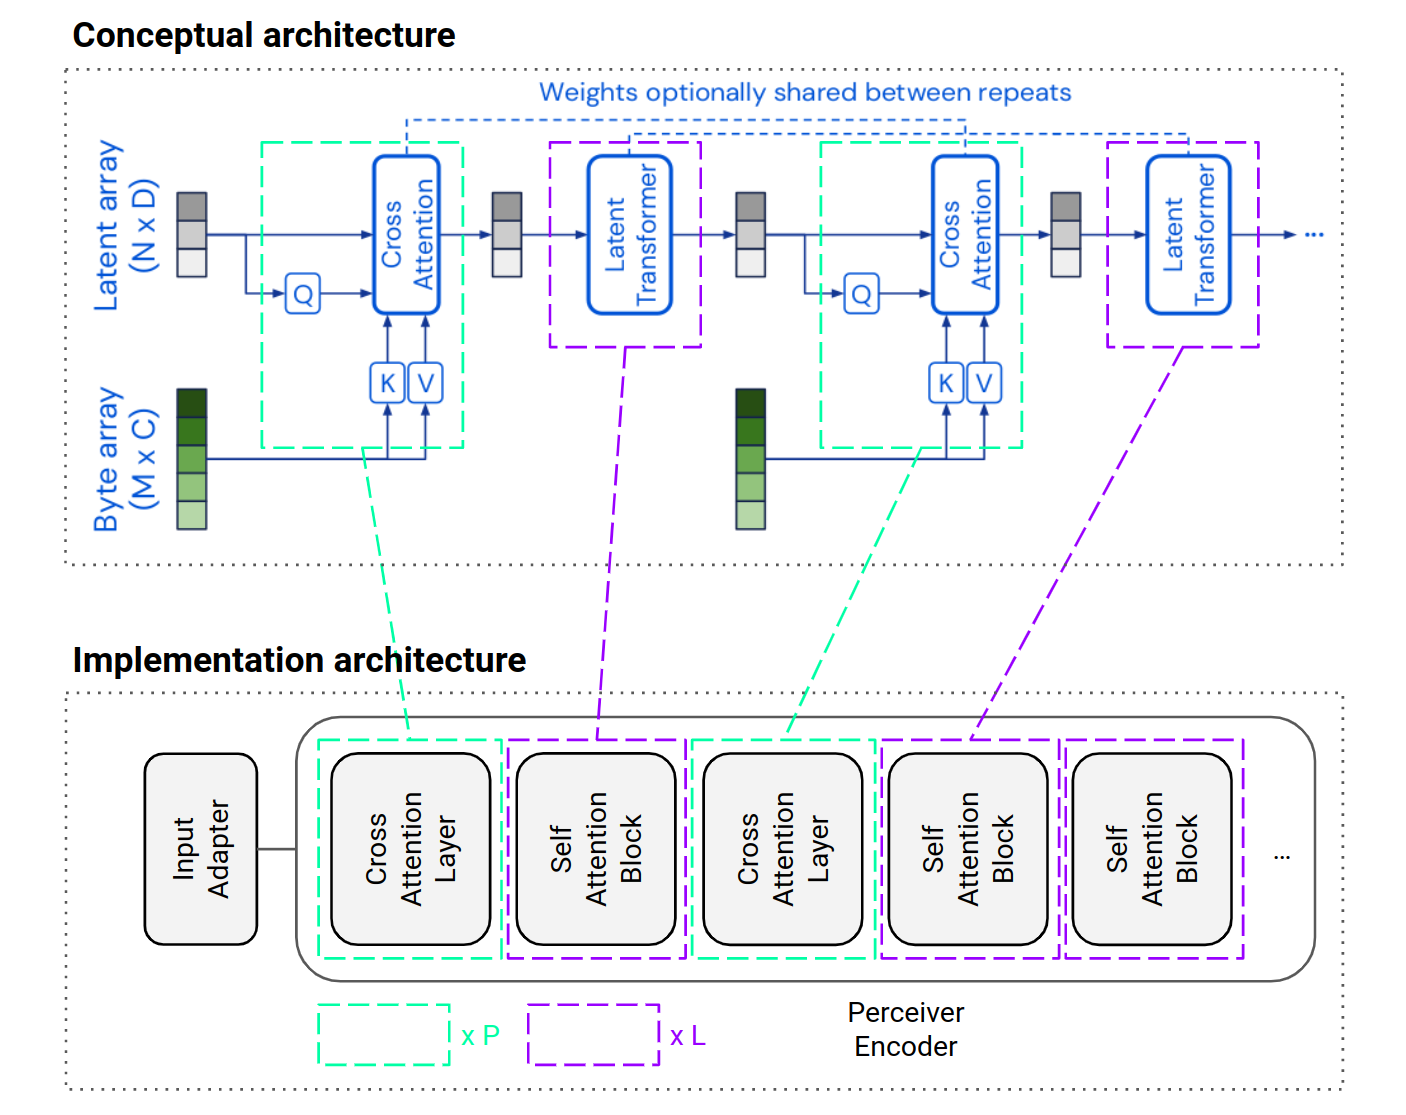 Conceptual architecture
Weights optionally shared between repeats
Latent array
(N x D)
Q
Cross
Attention
K
V
Latent
Transformer
Q
Cross
Attention
K
V
Latent
Transformer
...
Byte array
(M x C)
Implementation architecture
Input
Adapter
Cross
Attention
Layer
Self
Attention
Block
Cross
Attention
Layer
Self
Attention
Block
Self
Attention
Block
...
x P
x L
Perceiver
Encoder